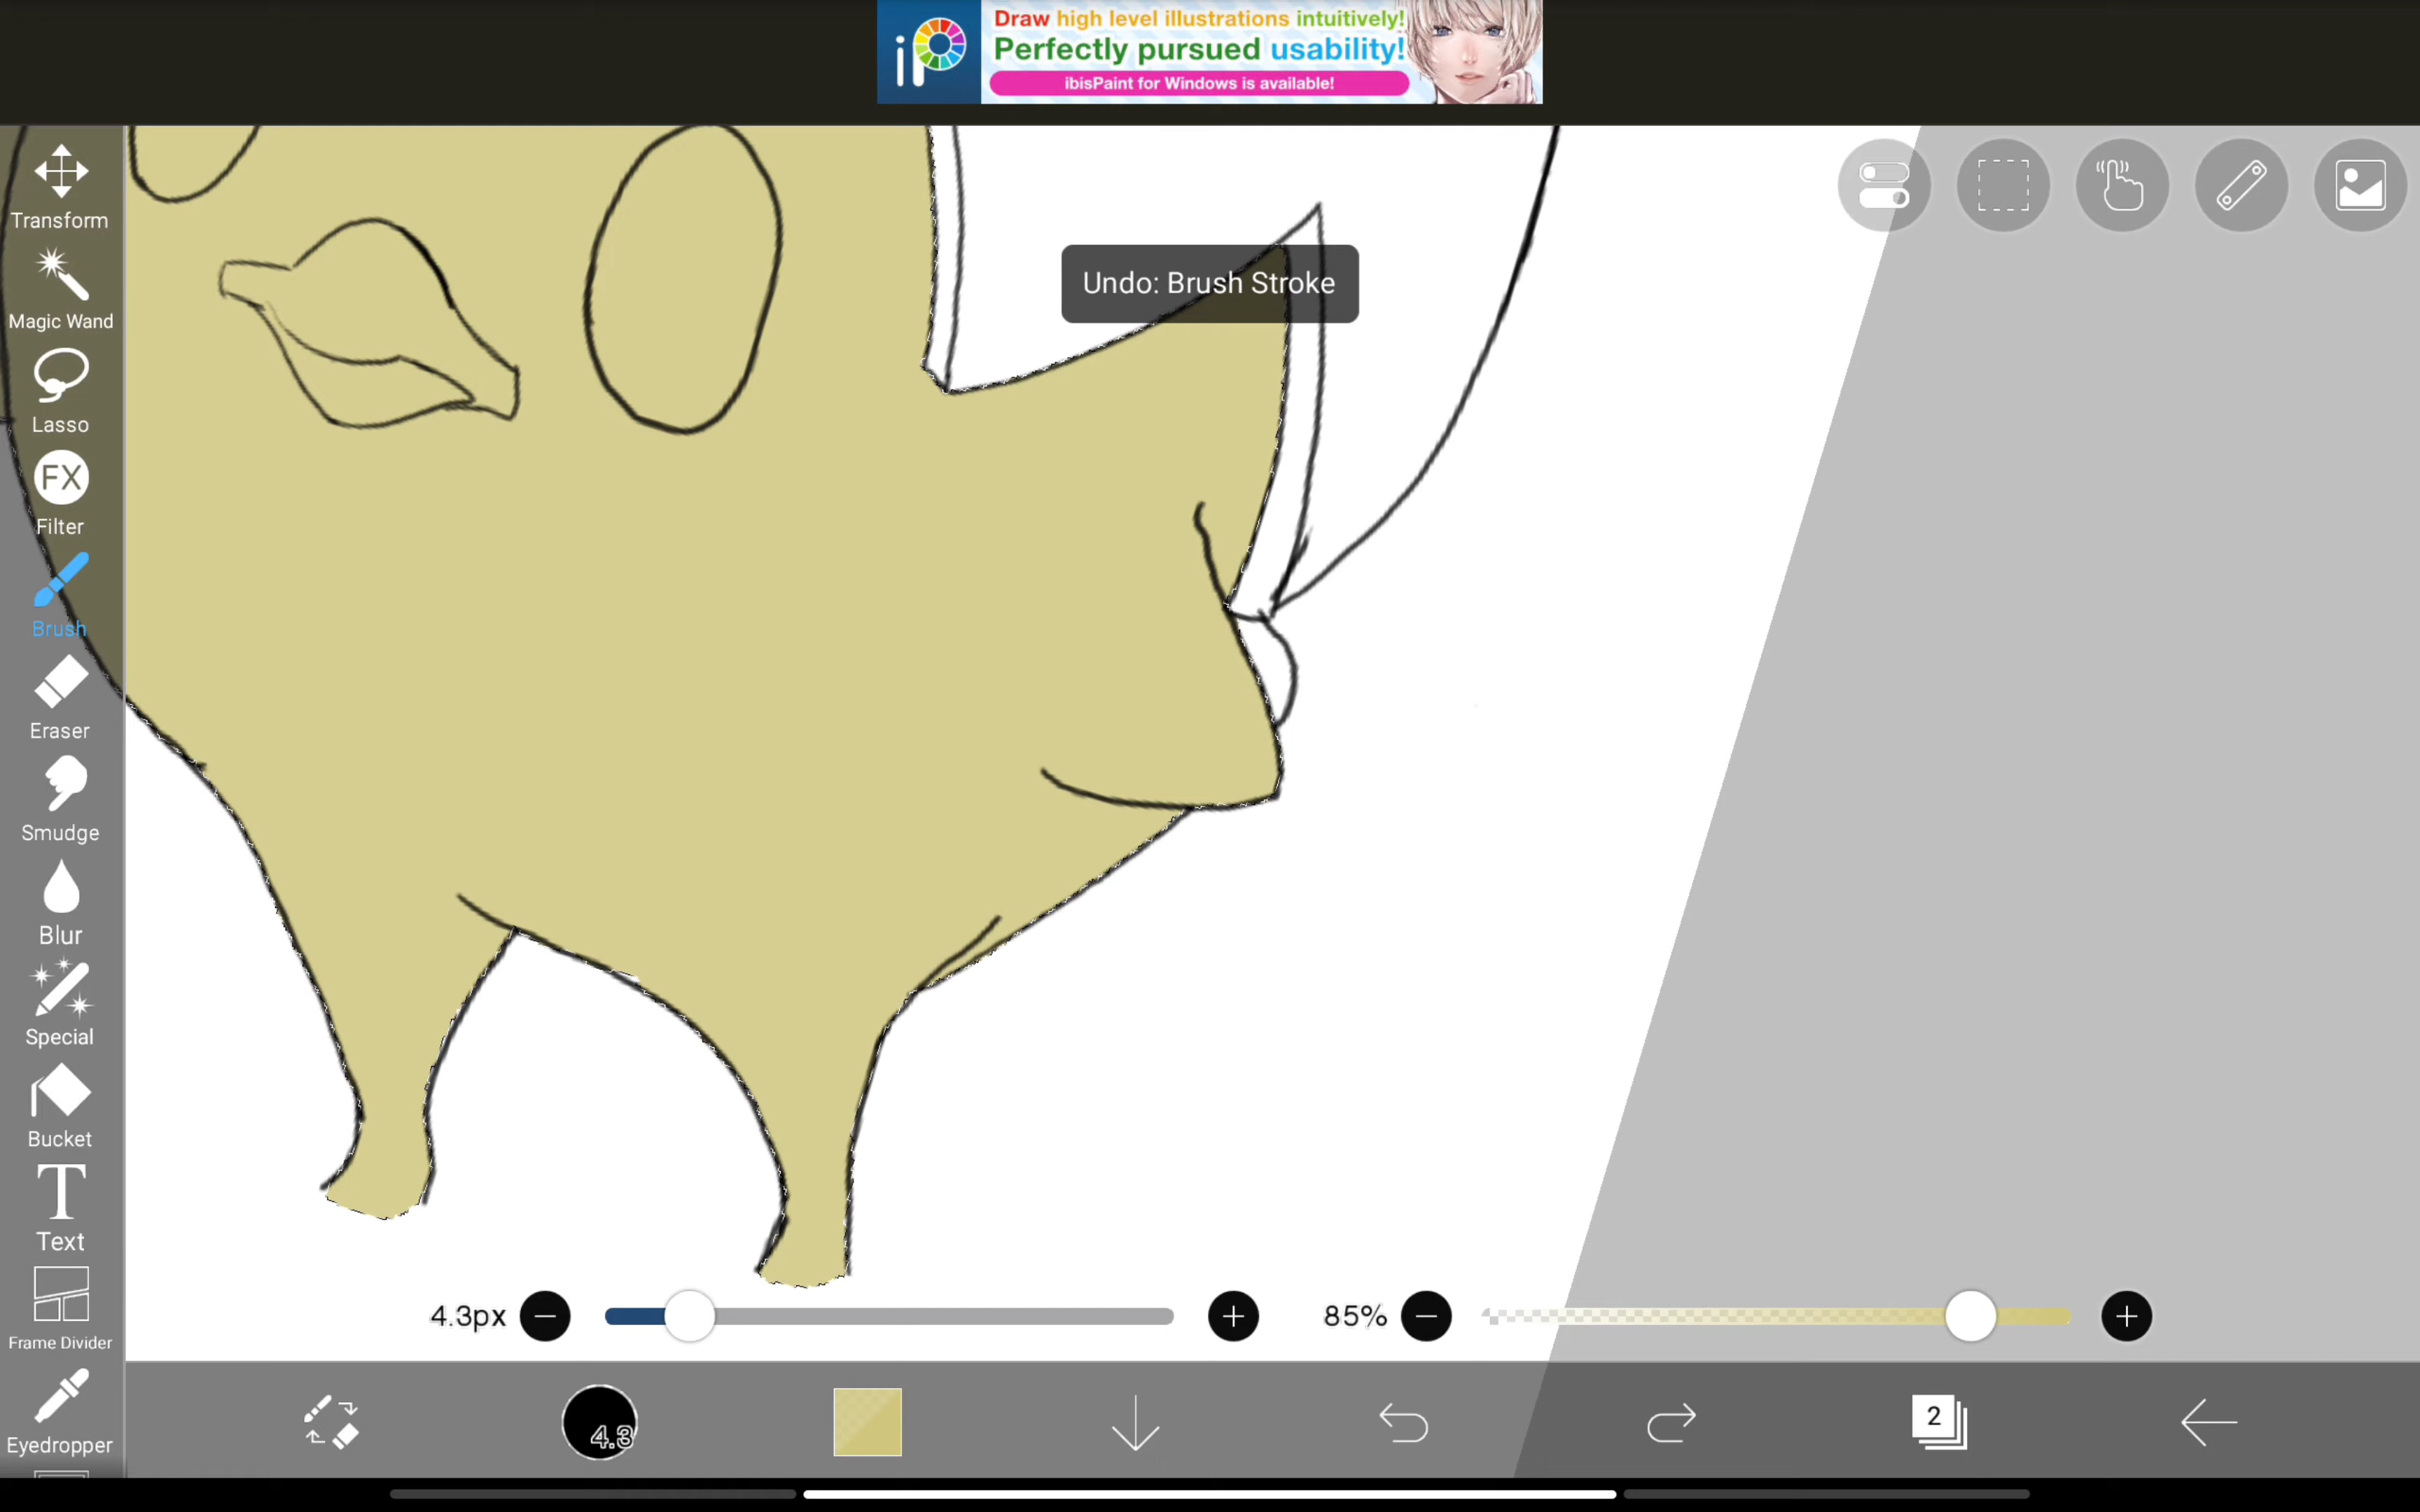 iP
Draw high level illustrations intuitively!
Perfectly pursued usability!
ibisPaint for Windows is available!
Transform
Undo: Brush Stroke
Magic Wand
Lasso
FX
Filter
Brush
Eraser
Smudge
Blur
Special
Bucket
T
Text
Frame Divider
4.3px
85%
Eyedropper
4.3
2